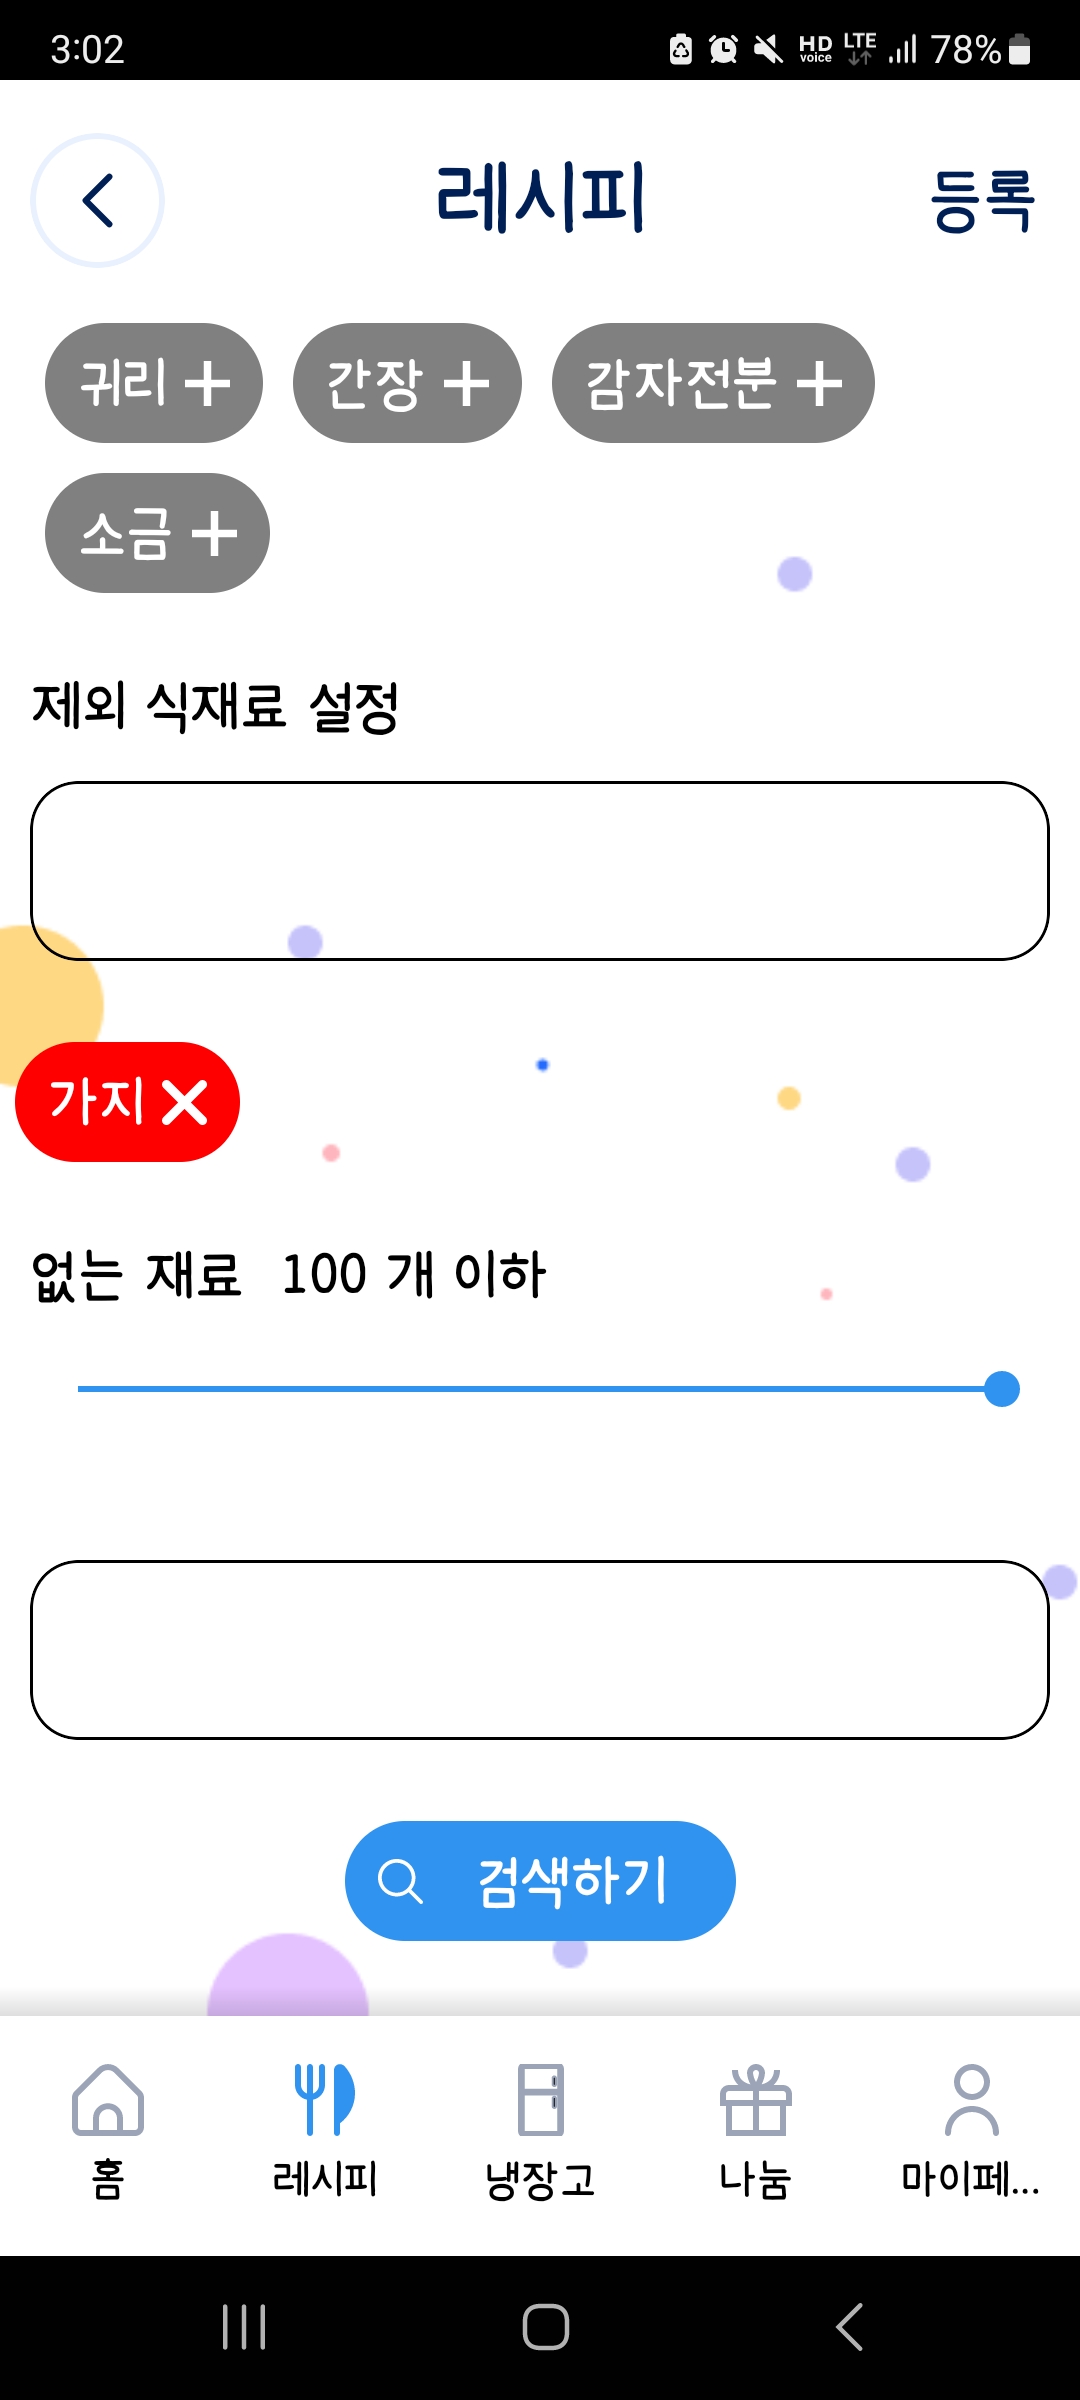 3:02 HD voice LTE 78%
레시피 등록
귀리 간장 감자전분
소금
제외 식재료 설정
가지
없는 재료 100 개 이하
검색하기
홈 레시피 냉장고 나눔 마이페...